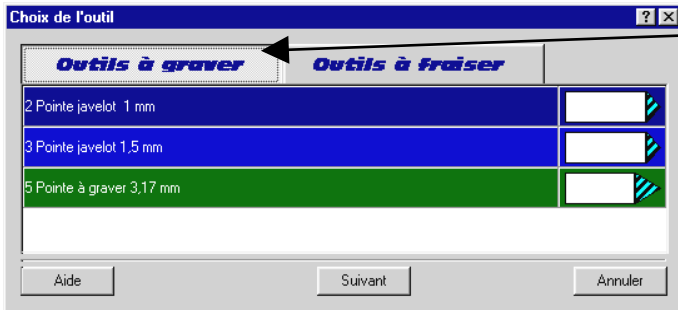 Choix de l'outil
Outils à graver Outils à fraiser
2 Pointe javelot 1 mm
3 Pointe javelot 1,5 mm
5 Pointe à graver 3,17 mm
Aide Suivant Annuler